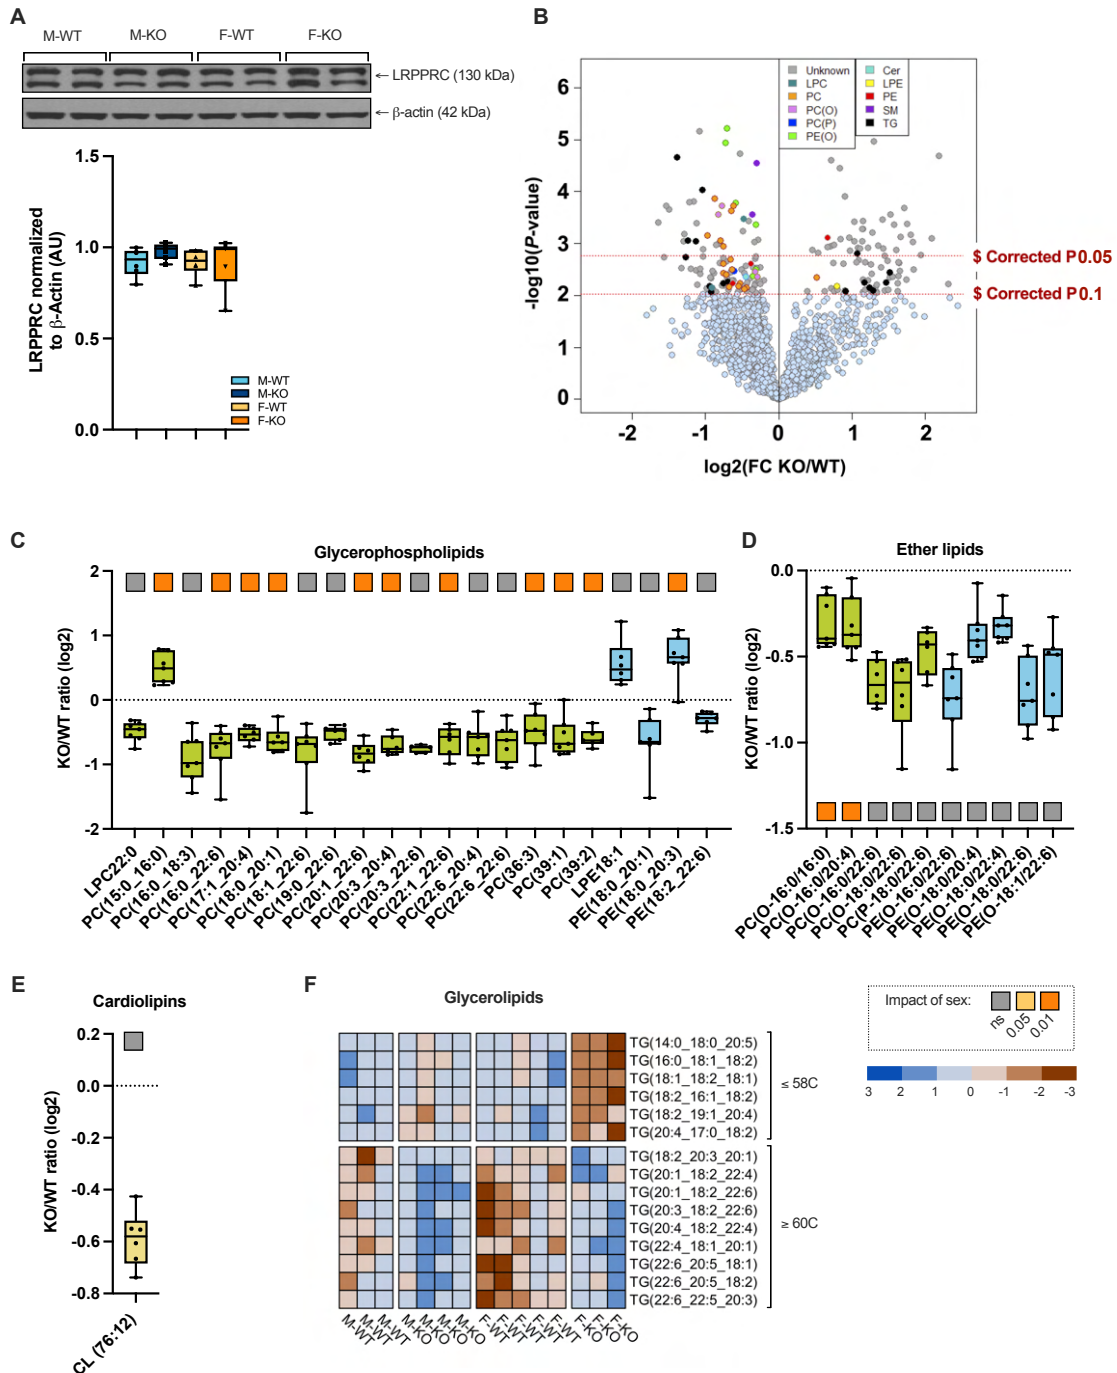 A
M-WT M-KO F-WT F-KO
← LRPPRC (130 kDa)
← β-actin (42 kDa)
LRPPRC normalized
to β-Actin (AU)
1.5
1.0
0.5
0.0
M-WT
M-KO
F-WT
F-KO
B
-log10(P-value)
6
5
4
3
2
1
0
Unknown
LPC
PC
PC(O)
PC(P)
PE(O)
Cer
LPE
PE
SM
TG
$ Corrected P 0.05
$ Corrected P 0.1
-2 -1 0 1 2
log2(FC KO/WT)
C
Glycerophospholipids
KO/WT ratio (log2)
2
1
0
-1
-2
LPC22:0
PC(15:0_16:0)
PC(16:0_18:3)
PC(16:0_22:6)
PC(17:1_20:4)
PC(18:0_20:1)
PC(18:1_22:6)
PC(19:0_22:6)
PC(20:1_22:6)
PC(20:3_20:4)
PC(20:3_22:6)
PC(22:1_22:6)
PC(22:6_20:4)
PC(22:6_22:6)
PC(36:3)
PC(39:1)
PC(39:2)
LPE18:1
PE(18:0_20:1)
PE(18:0_20:3)
PE(18:2_22:6)
D
Ether lipids
KO/WT ratio (log2)
0.0
-0.5
-1.0
-1.5
PC(O-16:0/16:0)
PC(O-16:0/20:4)
PC(O-16:0/22:6)
PC(O-18:0/22:6)
PC(P-18:0/22:6)
PE(O-16:0/22:6)
PE(O-18:0/20:4)
PE(O-18:0/22:4)
PE(O-18:0/22:6)
PE(O-18:1/22:6)
E
Cardiolipins
KO/WT ratio (log2)
0.2
0.0
-0.2
-0.4
-0.6
-0.8
CL (76:12)
F
Glycerolipids
TG(14:0_18:0_20:5)
TG(16:0_18:1_18:2)
TG(18:1_18:2_18:1)
TG(18:2_16:1_18:2)
TG(18:2_19:1_20:4)
TG(20:4_17:0_18:2)
≤ 58C
TG(18:2_20:3_20:1)
TG(20:1_18:2_22:4)
TG(20:1_18:2_22:6)
TG(20:3_18:2_22:6)
TG(20:4_18:2_22:4)
TG(22:4_18:1_20:1)
TG(22:6_20:5_18:1)
TG(22:6_20:5_18:2)
TG(22:6_22:5_20:3)
≥ 60C
M-WT M-WT M-WT M-KO M-KO M-KO M-KO F-WT F-WT F-WT F-WT F-WT F-KO F-KO F-KO
Impact of sex:
ns 0.05 0.01
3 2 1 0 -1 -2 -3